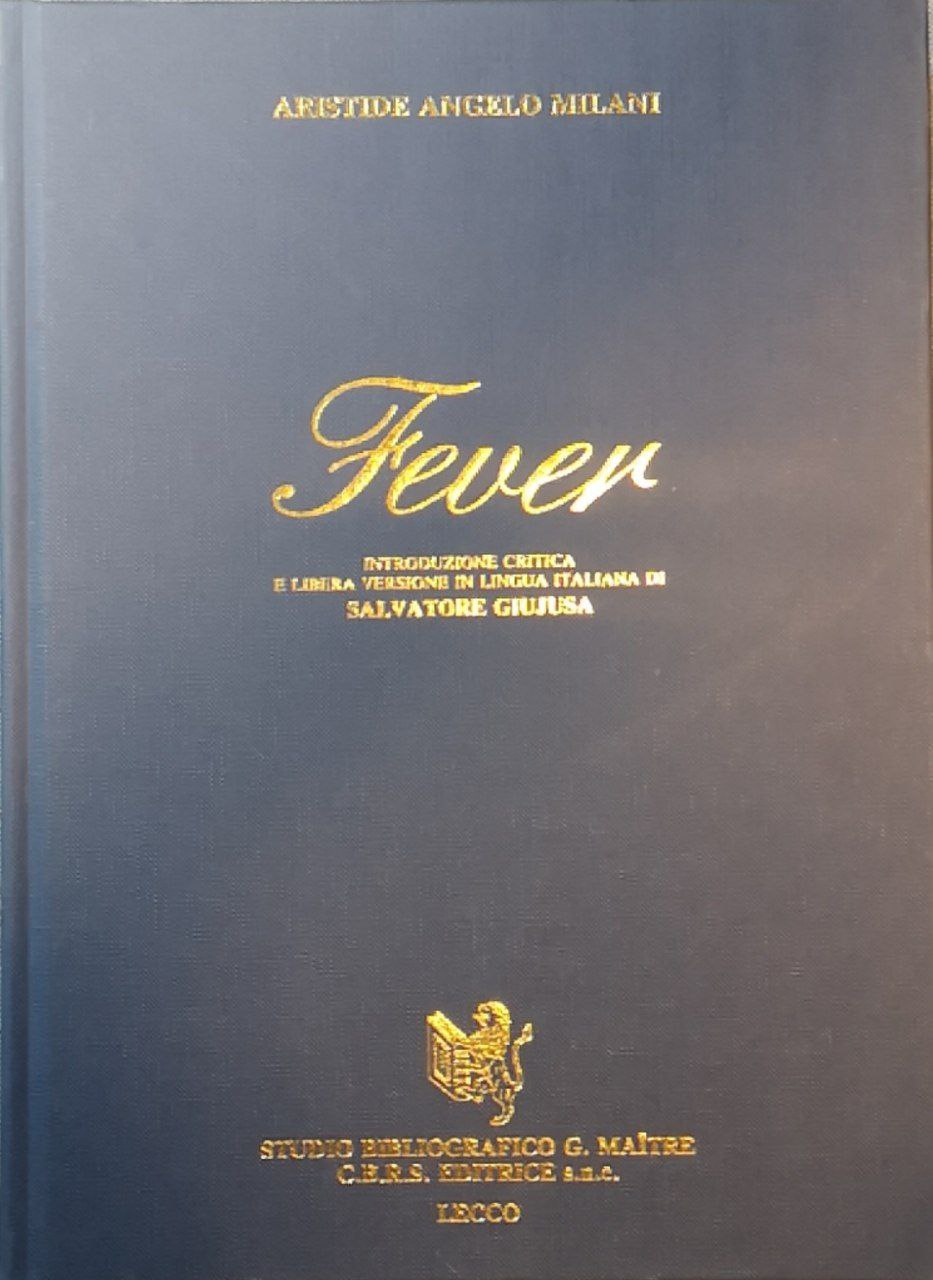 ARISTIDE ANGELO MILANI
Fever
INTRODUZIONE CRITICA
E LIBERA VERSIONE IN LINGUA ITALIANA DI
SALVATORE GIUJUSA
STUDIO BIBLIOGRAFICO G. MAÎTRE
C.E.R.S. EDITRICE s.n.c.
LECCO